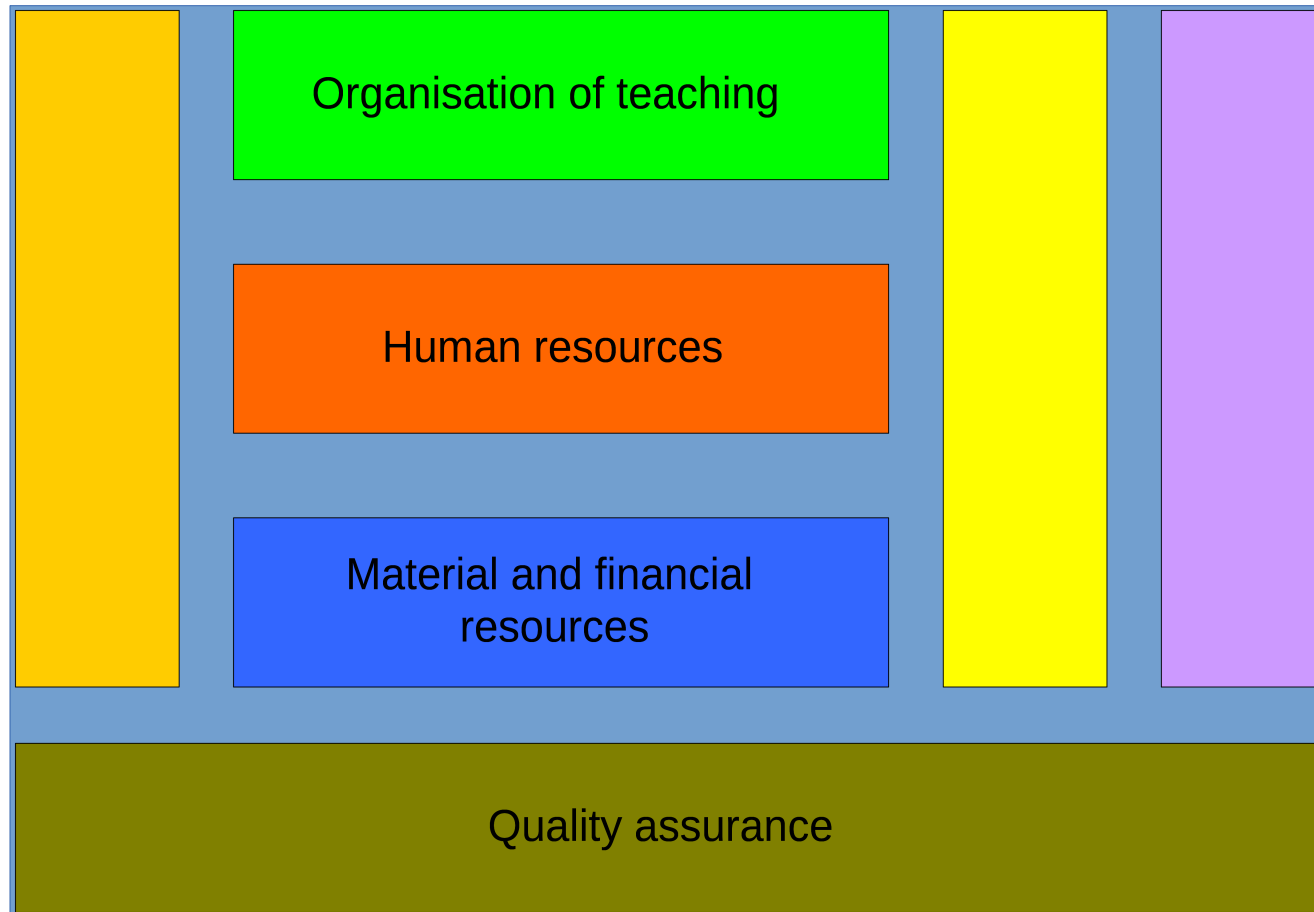 Organisation of teaching
Human resources
Material and financial
resources
Quality assurance